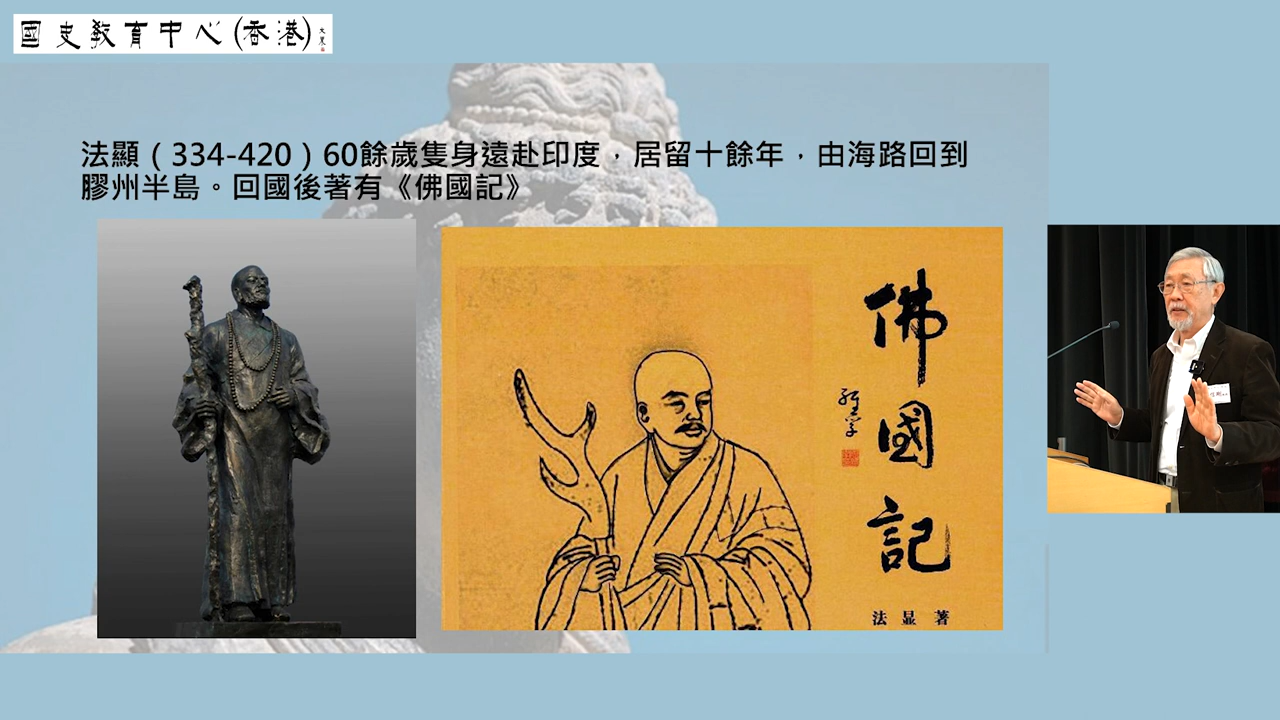 國史教育中心(香港)
法顯（334-420）60餘歲隻身遠赴印度，居留十餘年，由海路回到
膠州半島。回國後著有《佛國記》
佛國記
法显著